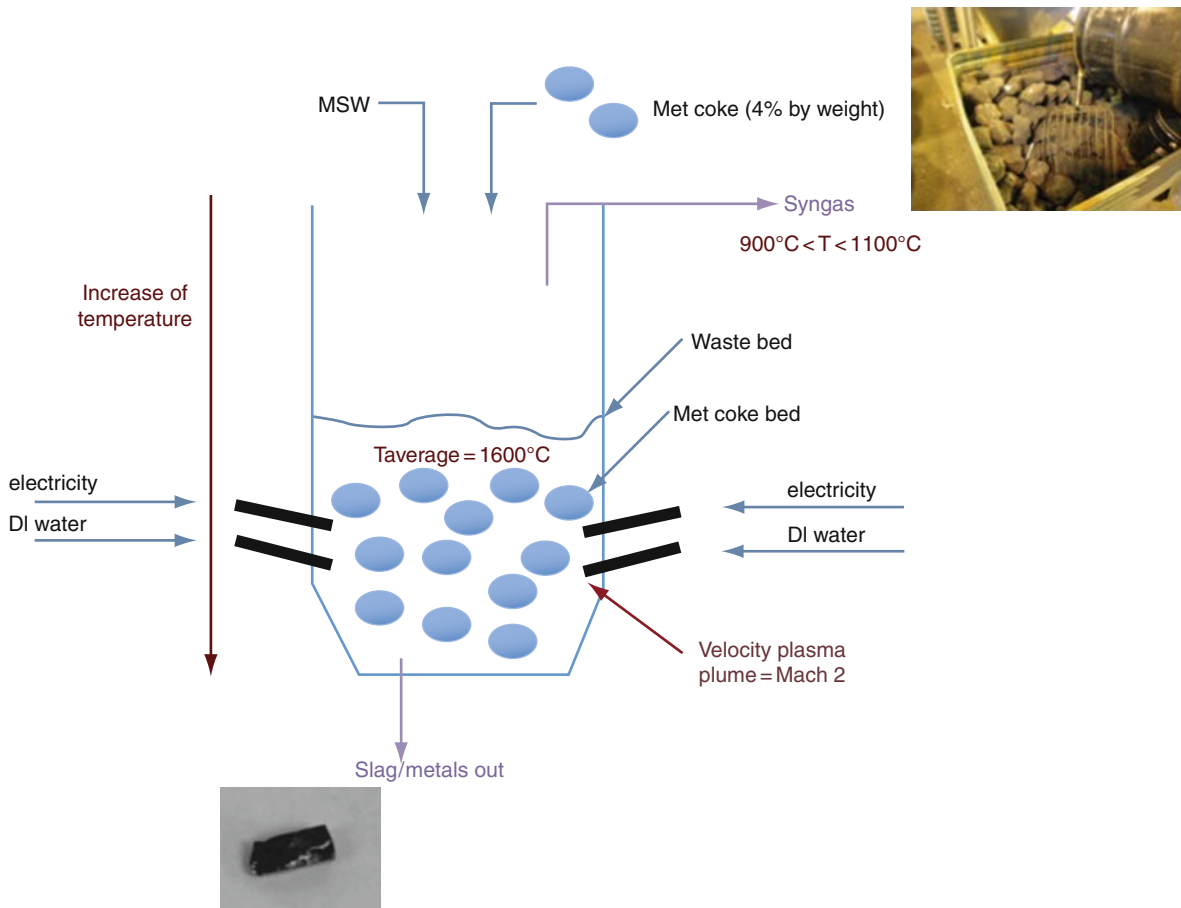 MSW
Met coke (4% by weight)
Syngas
900°C < T < 1100°C
Increase of
temperature
Waste bed
Met coke bed
Taverage = 1600°C
electricity
DI water
electricity
DI water
Velocity plasma
plume = Mach 2
Slag/metals out